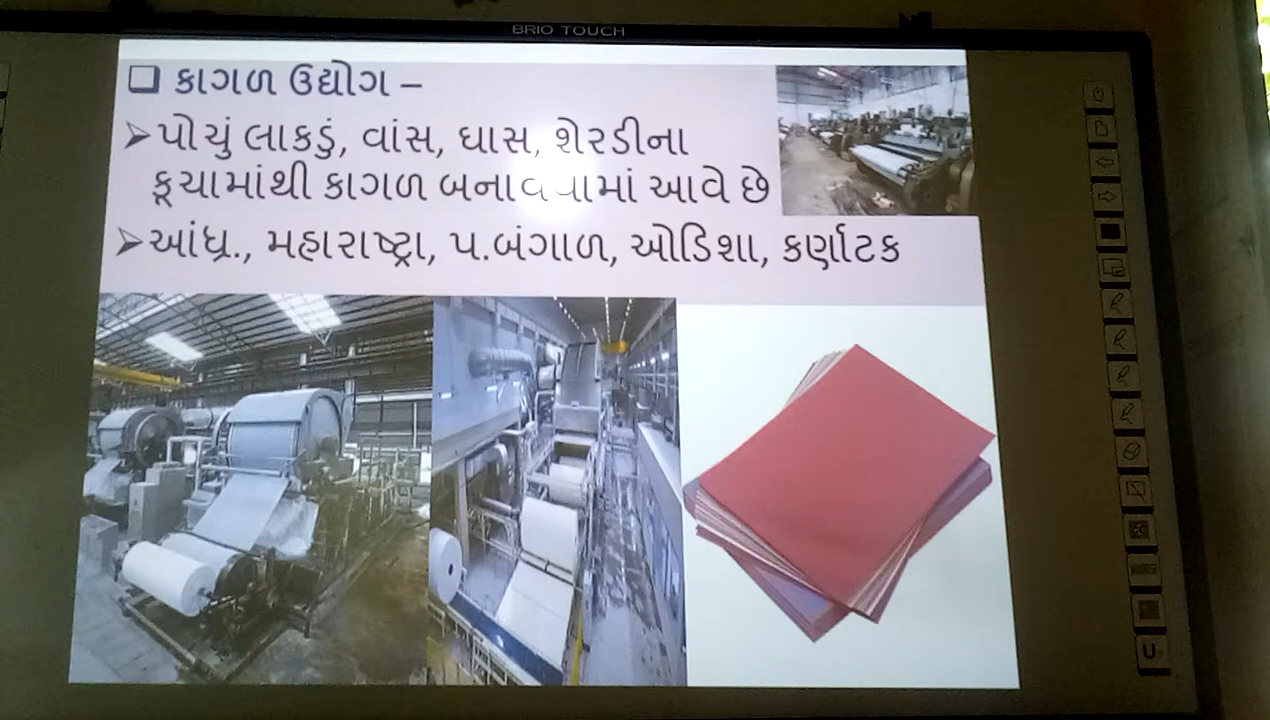 BRIO TOUCH
❑ કાગળ ઉદ્યોગ –
➢પોચું લાકડું, વાંસ, ઘાસ, શેરડીના
કૂચામાંથી કાગળ બનાવવામાં આવે છે
➢આંધ્ર., મહારાષ્ટ્રા, પ.બંગાળ, ઓડિશા, કર્ણાટક